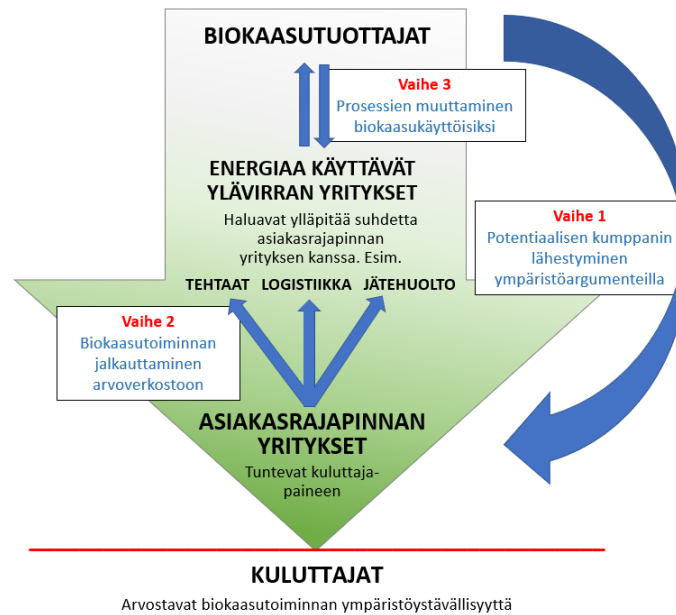 BIOKAASUTUOTTAJAT
Vaihe 3
Prosessien muuttaminen
biokaasukäyttöisiksi
ENERGIAA KÄYTTÄVÄT
YLÄVIRRAN YRITYKSET
Haluavat ylläpitää suhdetta
asiakasrajapinnan
yrityksen kanssa. Esim.
TEHTAAT LOGISTIIKKA JÄTEHUOLTO
Vaihe 1
Potentiaalisen kumppanin
lähestyminen
ympäristöargumenteilla
Vaihe 2
Biokaasutoiminnan
jalkauttaminen
arvoverkostoon
ASIAKASRAJAPINNAN
YRITYKSET
Tuntevat kuluttaja-
paineen
KULUTTAJAT
Arvostavat biokaasutoiminnan ympäristöystävällisyyttä